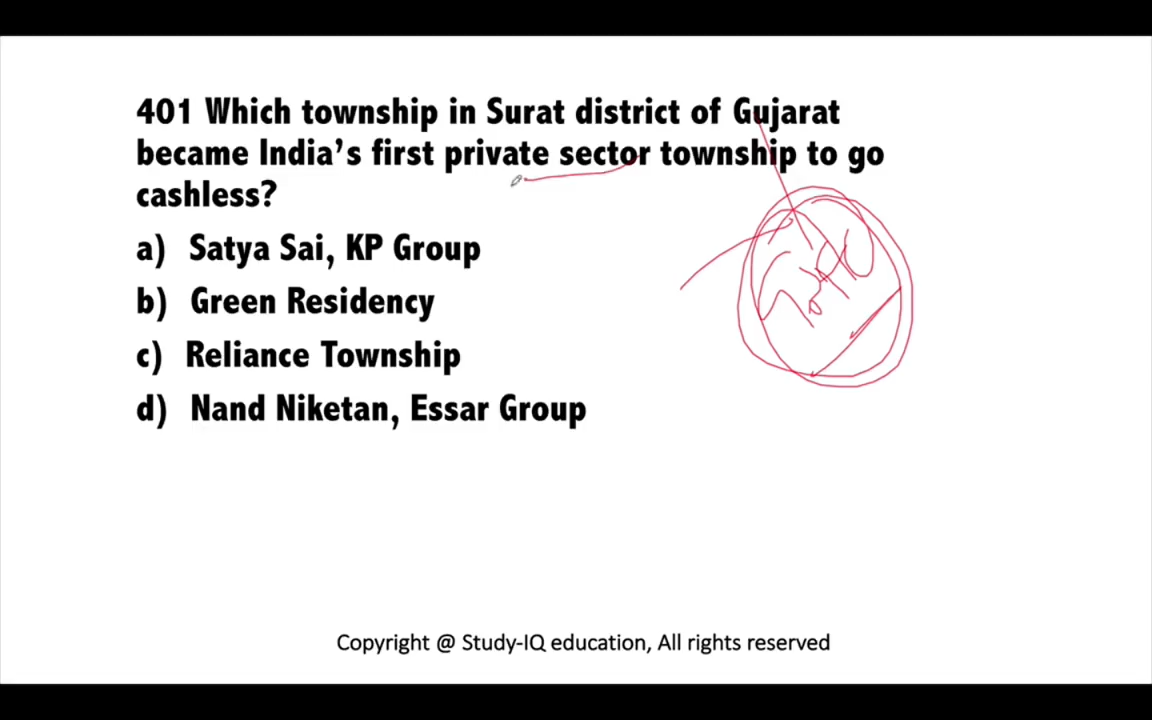 401 Which township in Surat district of Gujarat
became India's first private sector township to go
cashless?
a) Satya Sai, KP Group
b) Green Residency
c) Reliance Township
d) Nand Niketan, Essar Group
Copyright @ Study-IQ education, All rights reserved